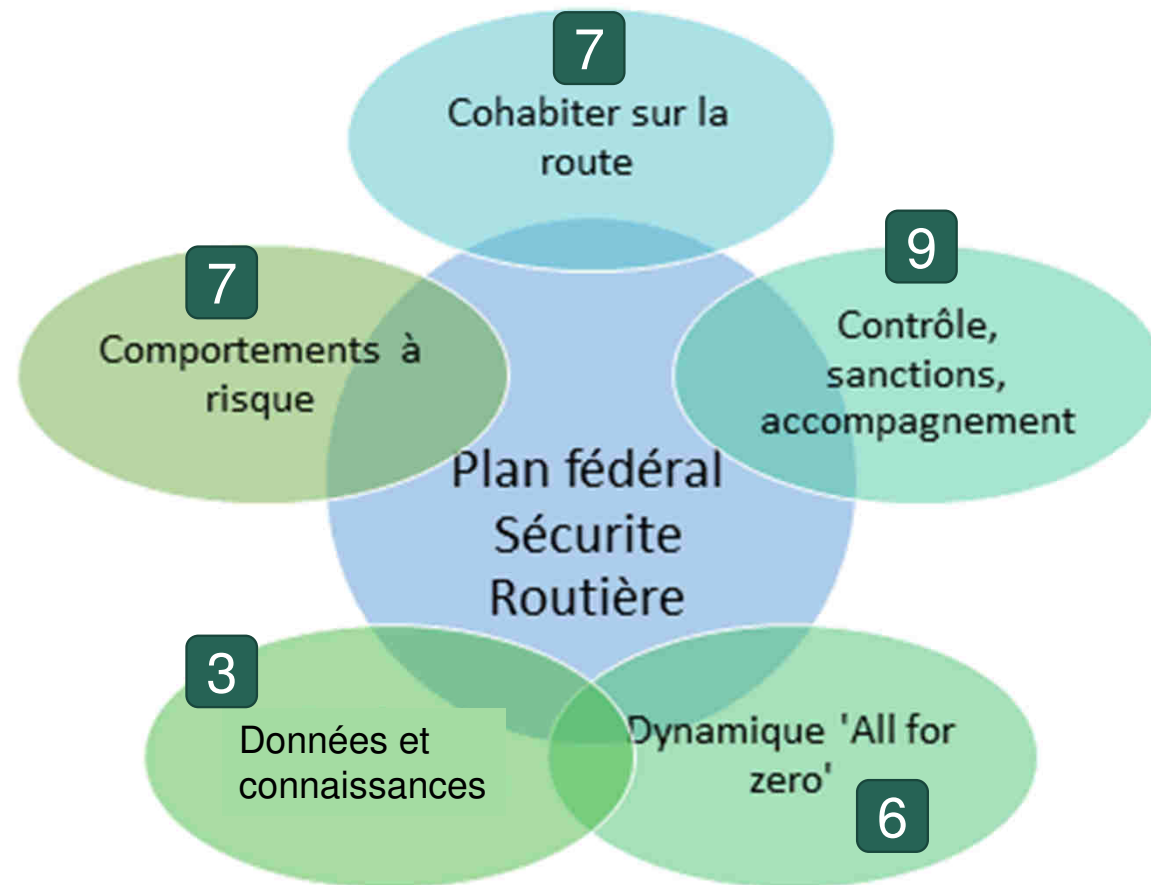 7
Cohabiter sur la
route
7
Comportements à
risque
9
Contrôle,
sanctions,
accompagnement
Plan fédéral
Sécurite
Routière
3
Données et
connaissances
Dynamique 'All for
zero'
6